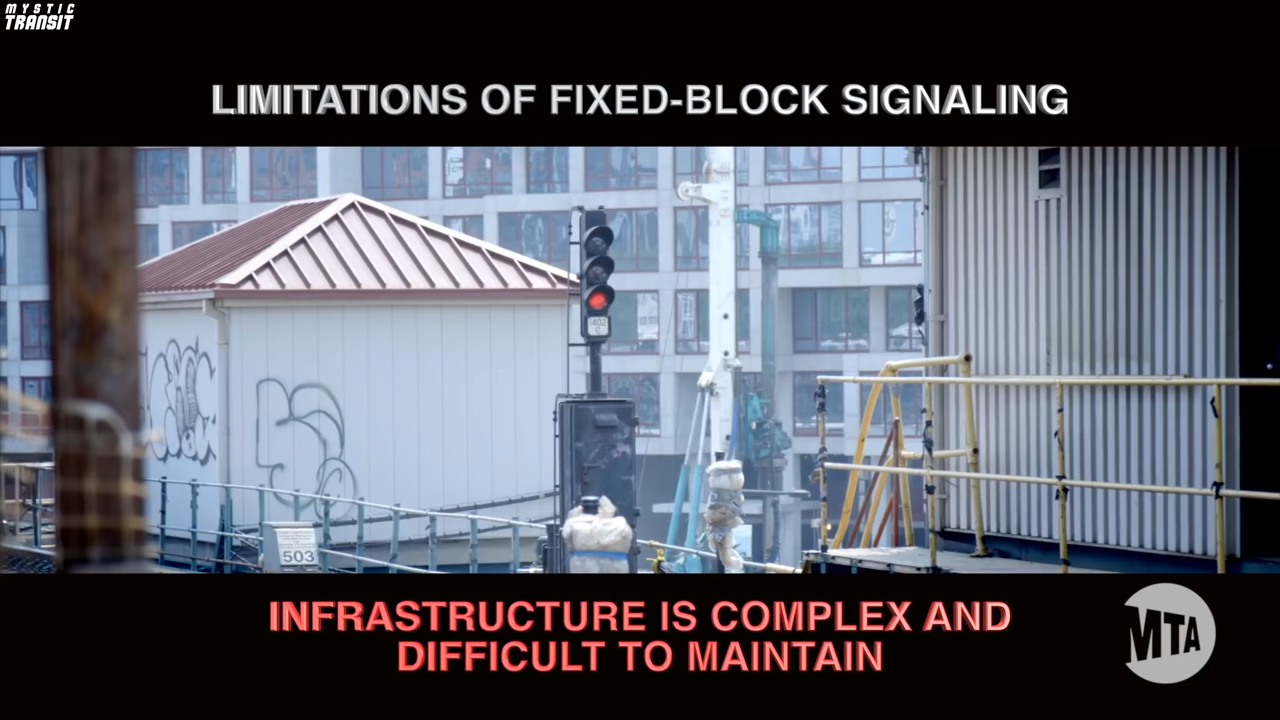 MYSTIC
TRANSIT
LIMITATIONS OF FIXED-BLOCK SIGNALING
1402
C
503
INFRASTRUCTURE IS COMPLEX AND
DIFFICULT TO MAINTAIN
MTA